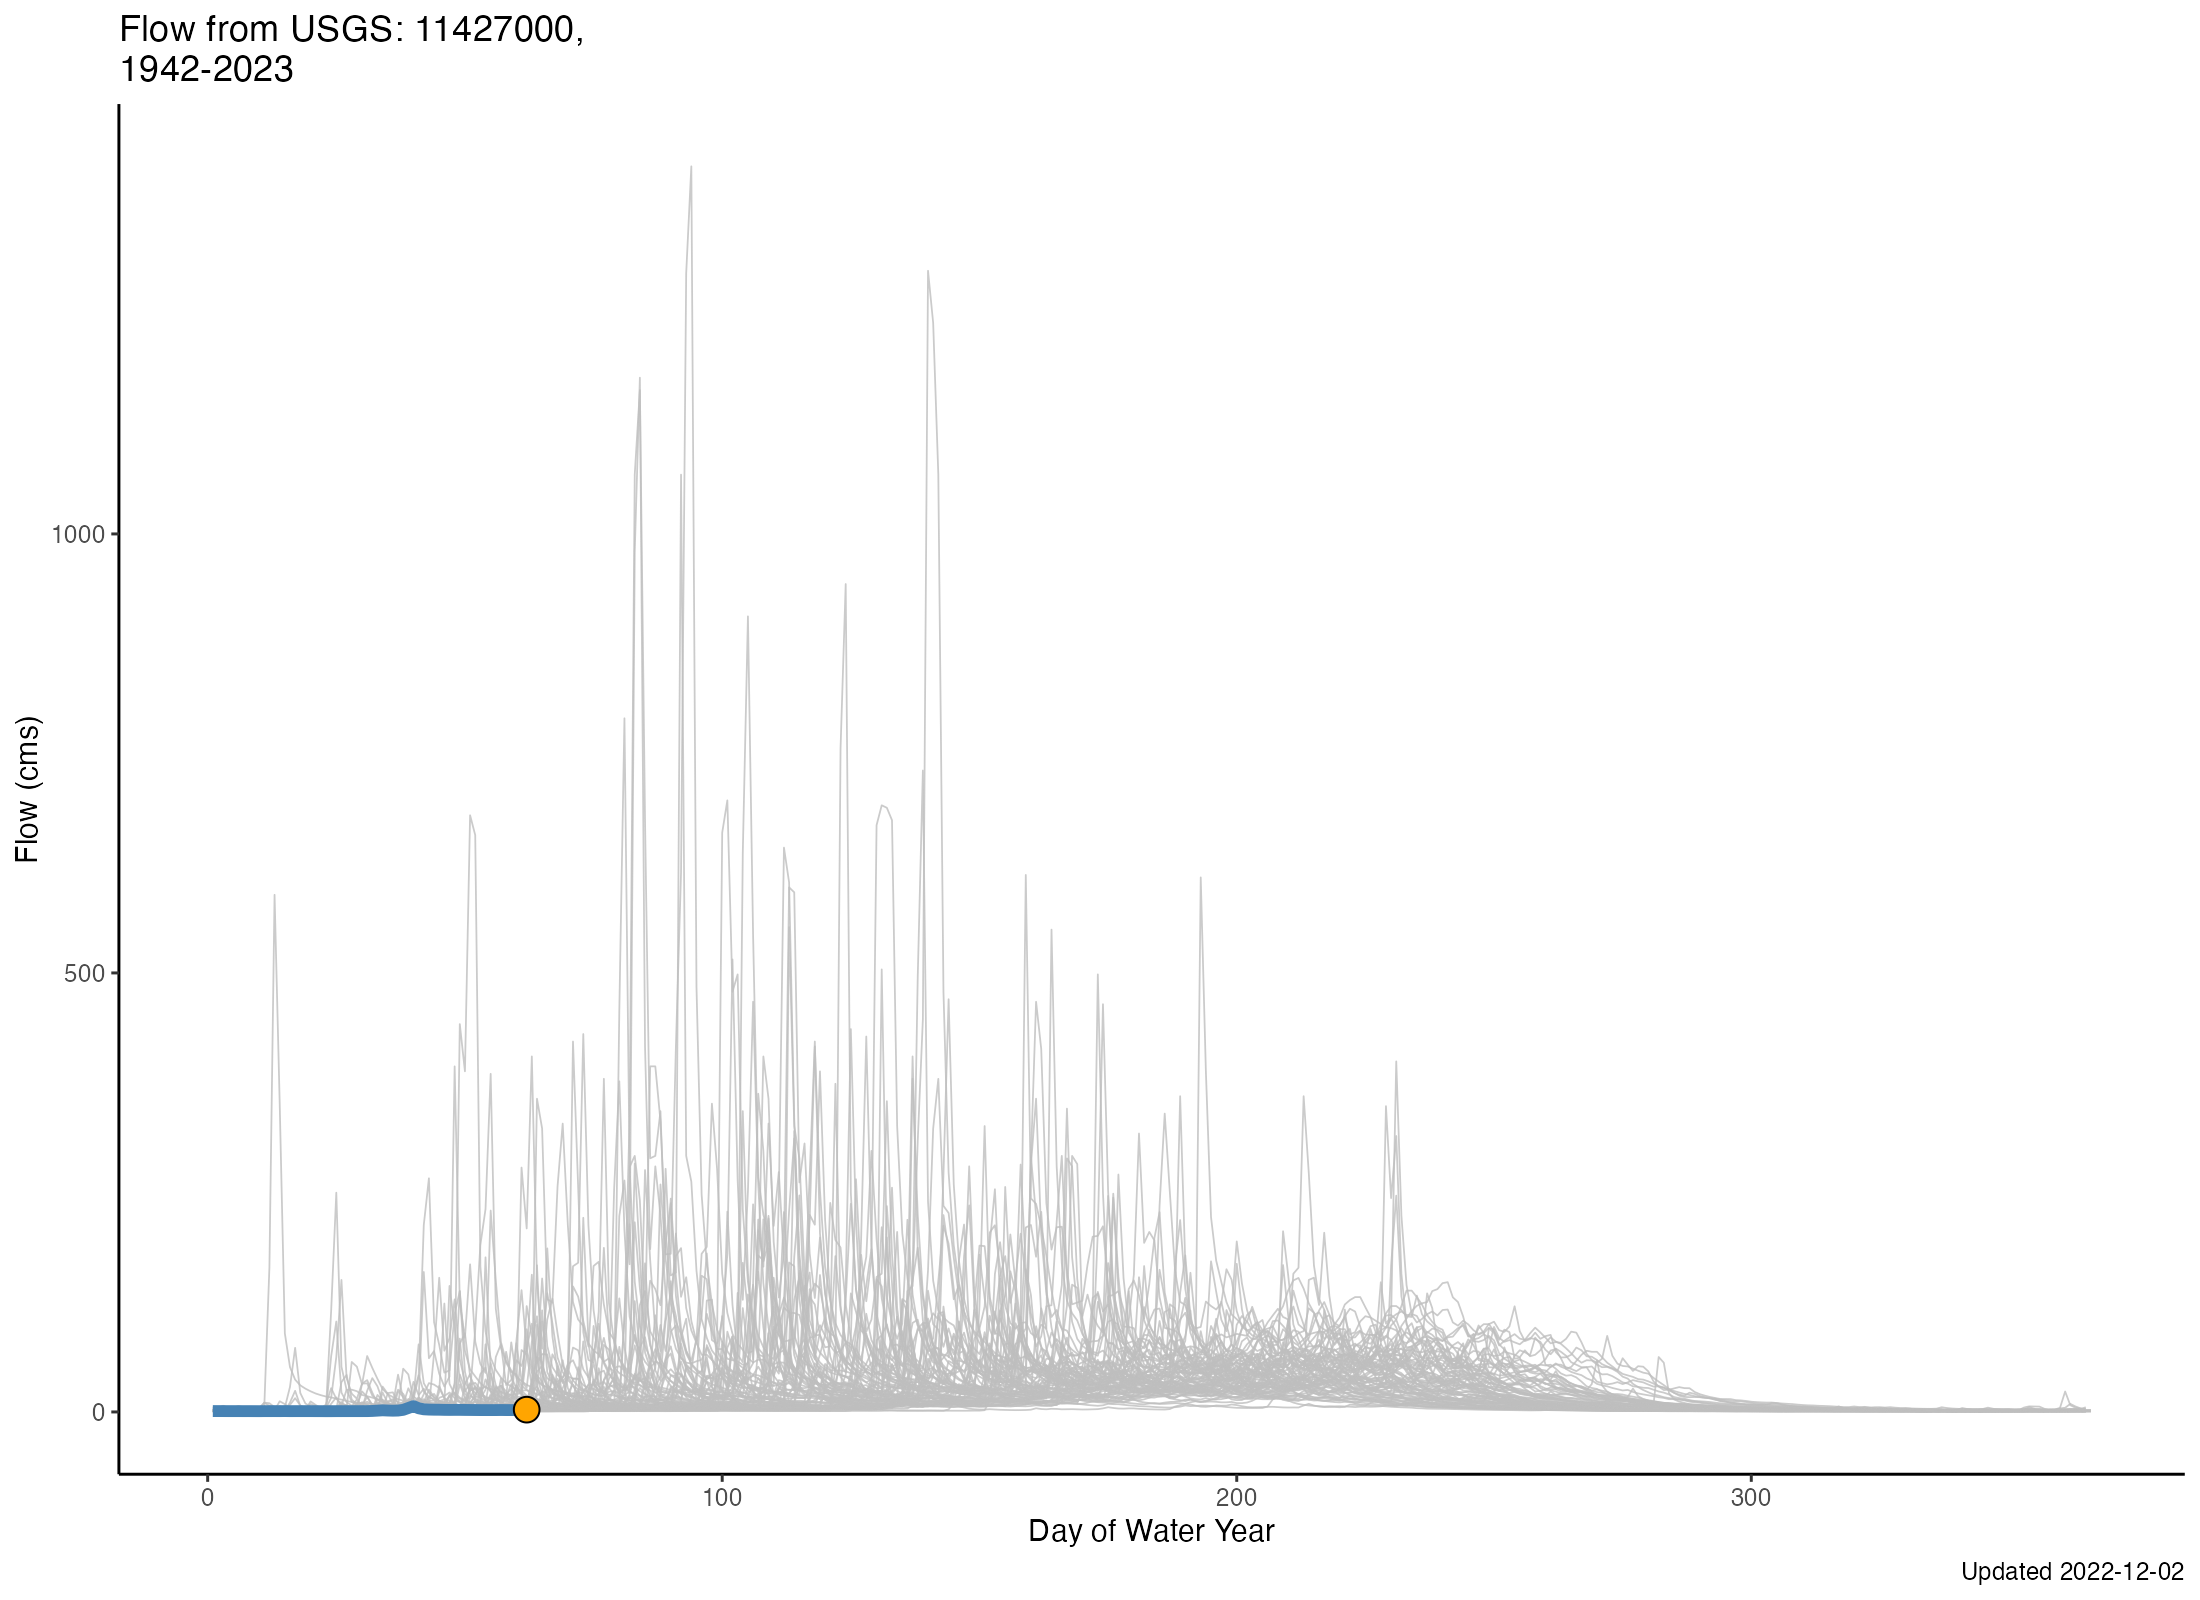 Flow from USGS: 11427000,
1942-2023
Flow (cms)
1000
500
0
0 100 200 300
Day of Water Year
Updated 2022-12-02